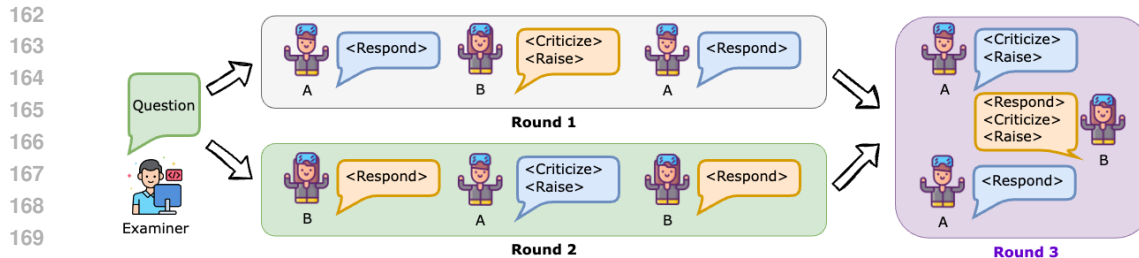 162
163
164
165
166
167
168
169
Question
Examiner
<Respond>
A
<Criticize>
<Raise>
B
<Respond>
A
Round 1
<Respond>
B
<Criticize>
<Raise>
A
<Respond>
B
Round 2
<Criticize>
<Raise>
A
<Respond>
<Criticize>
<Raise>
B
<Respond>
A
Round 3